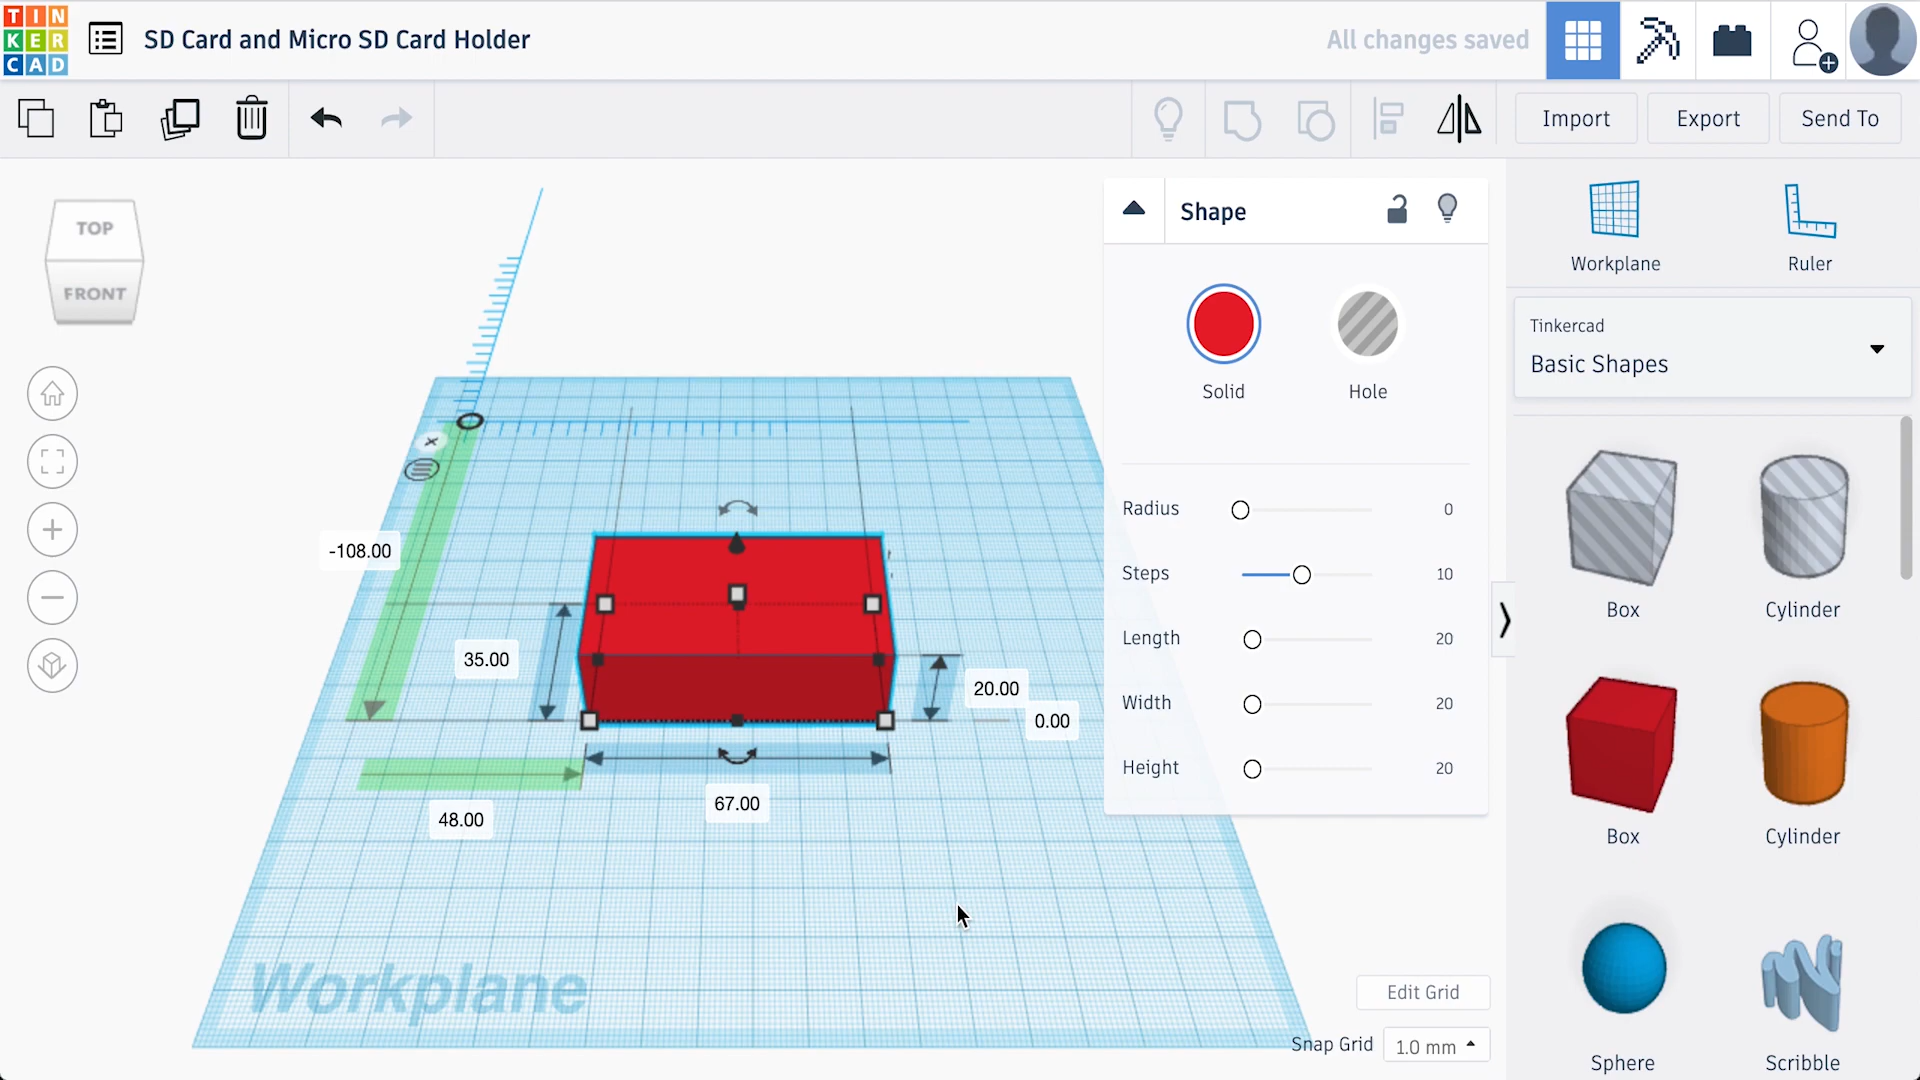 TIN
KER
CAD
SD Card and Micro SD Card Holder
All changes saved
Import
Export
Send To
TOP
FRONT
Shape
Solid
Hole
Radius 0
Steps 10
Length 20
Width 20
Height 20
Workplane
Ruler
Tinkercad
Basic Shapes
Box
Cylinder
Box
Cylinder
Sphere
Scribble
-108.00
35.00
20.00
0.00
67.00
48.00
Workplane
Edit Grid
Snap Grid 1.0 mm